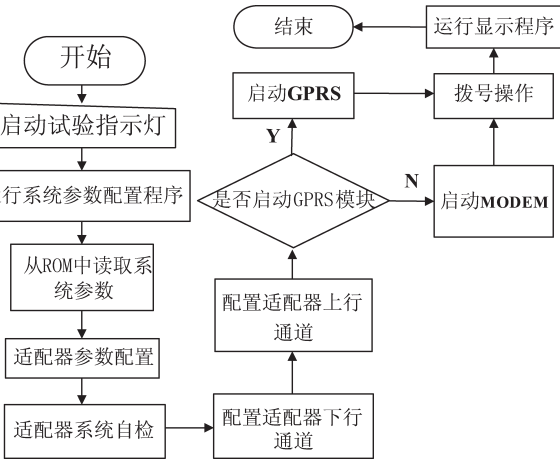 开始
启动试验指示灯
行系统参数配置程序
从ROM中读取系
统参数
适配器参数配置
适配器系统自检
配置适配器下行
通道
配置适配器上行
通道
是否启动GPRS模块
Y
N
启动GPRS
启动MODEM
拨号操作
运行显示程序
结束